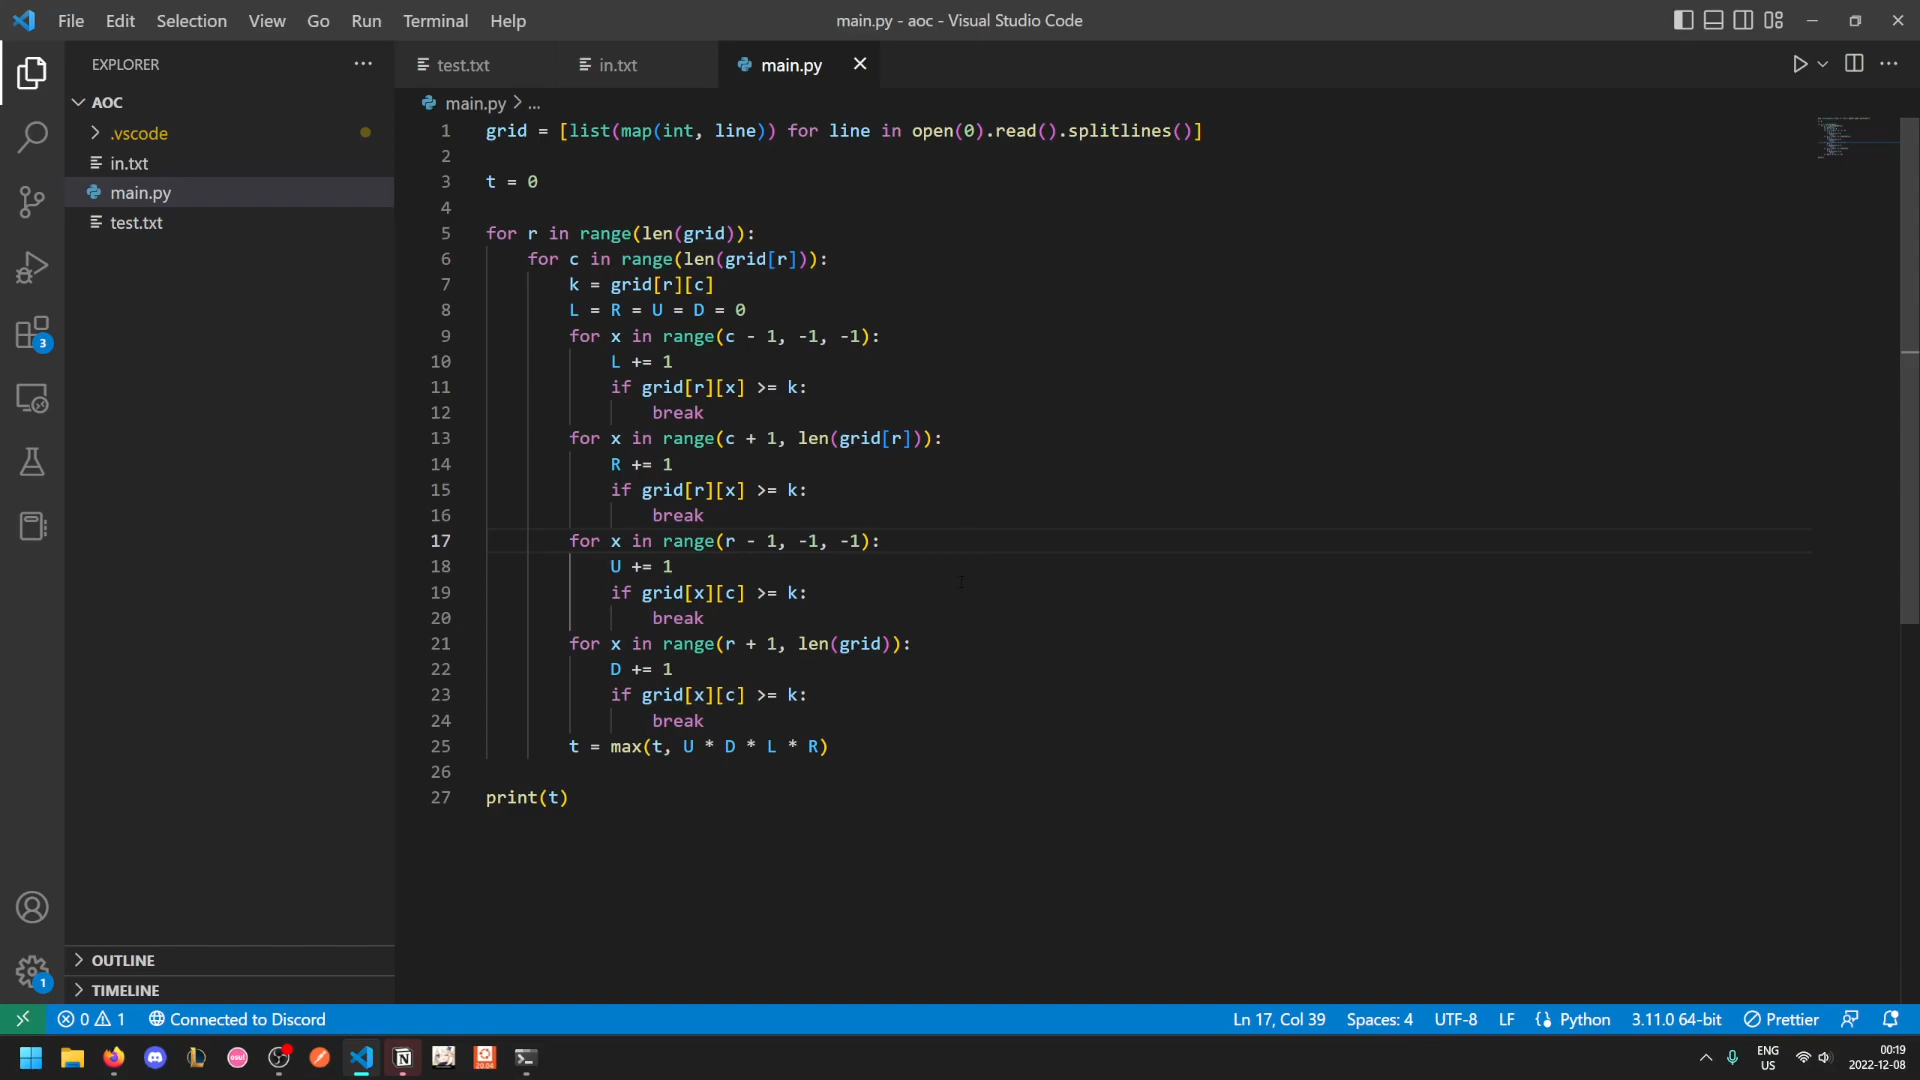 File Edit Selection View Go Run Terminal Help
main.py - aoc - Visual Studio Code
EXPLORER
AOC
.vscode
in.txt
main.py
test.txt
test.txt
in.txt
main.py
main.py > ...
1 grid = [list(map(int, line)) for line in open(0).read().splitlines()]
2
3 t = 0
4
5 for r in range(len(grid)):
6 for c in range(len(grid[r])):
7 k = grid[r][c]
8 L = R = U = D = 0
9 for x in range(c - 1, -1, -1):
10 L += 1
11 if grid[r][x] >= k:
12 break
13 for x in range(c + 1, len(grid[r])):
14 R += 1
15 if grid[r][x] >= k:
16 break
17 for x in range(r - 1, -1, -1):
18 U += 1
19 if grid[x][c] >= k:
20 break
21 for x in range(r + 1, len(grid)):
22 D += 1
23 if grid[x][c] >= k:
24 break
25 t = max(t, U * D * L * R)
26
27 print(t)
3
1
OUTLINE
TIMELINE
0 1 Connected to Discord
Ln 17, Col 39 Spaces: 4 UTF-8 LF Python 3.11.0 64-bit Prettier
osu!
20.04
ENG
US
00:19
2022-12-08